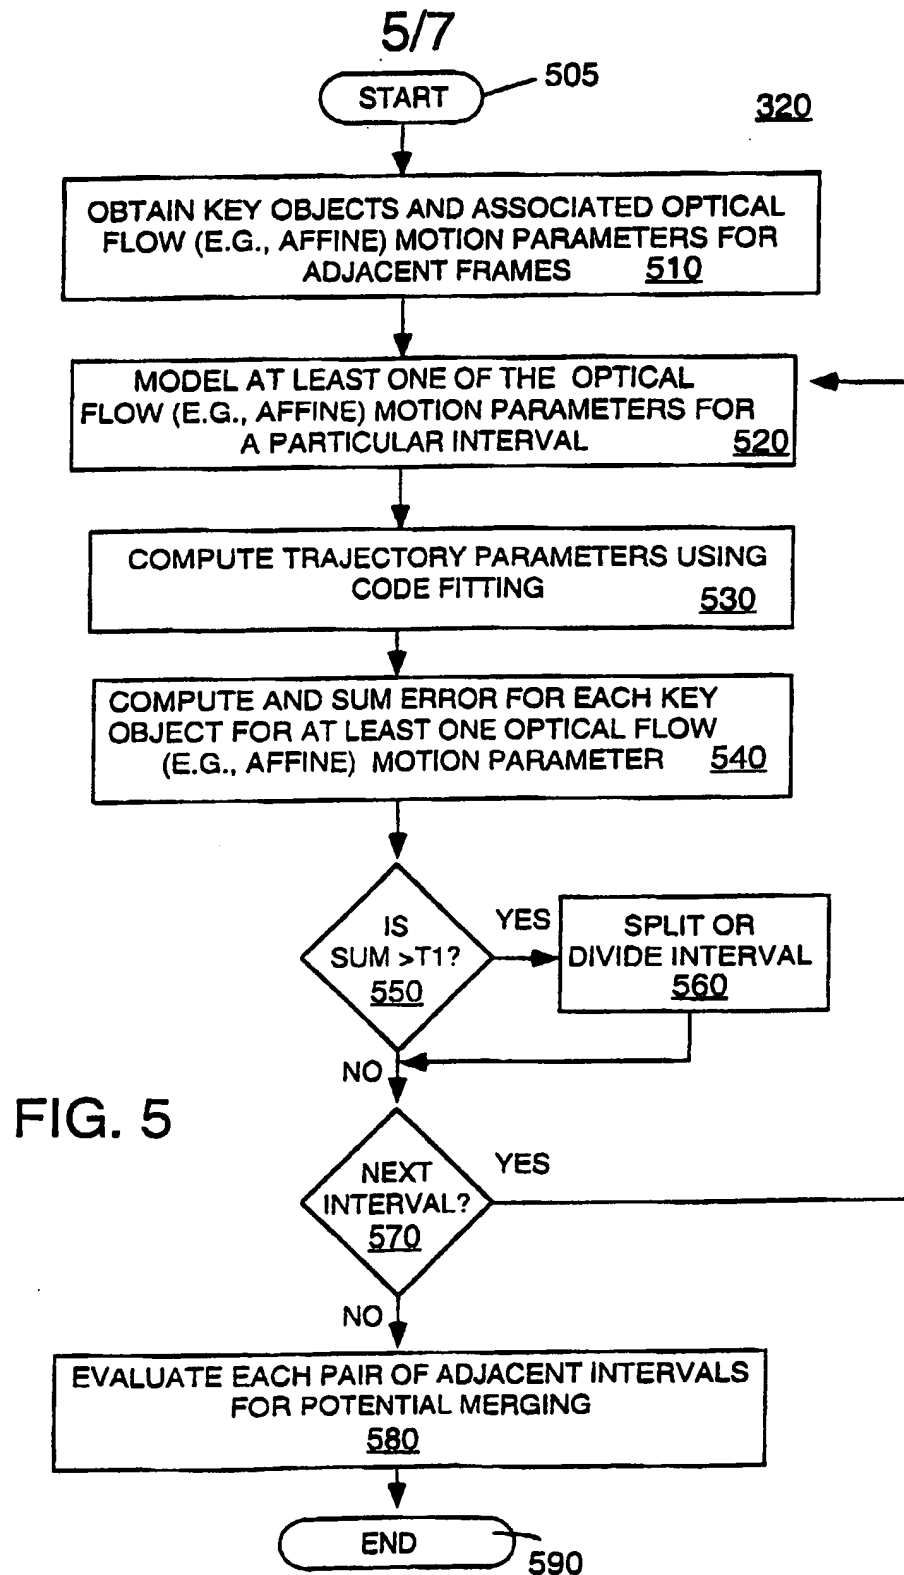 5/7
START
505
320
OBTAIN KEY OBJECTS AND ASSOCIATED OPTICAL
FLOW (E.G., AFFINE) MOTION PARAMETERS FOR
ADJACENT FRAMES 510
MODEL AT LEAST ONE OF THE OPTICAL
FLOW (E.G., AFFINE) MOTION PARAMETERS FOR
A PARTICULAR INTERVAL 520
COMPUTE TRAJECTORY PARAMETERS USING
CODE FITTING 530
COMPUTE AND SUM ERROR FOR EACH KEY
OBJECT FOR AT LEAST ONE OPTICAL FLOW
(E.G., AFFINE) MOTION PARAMETER 540
IS
SUM >T1?
550
YES
SPLIT OR
DIVIDE INTERVAL
560
NO
FIG. 5
NEXT
INTERVAL?
570
YES
NO
EVALUATE EACH PAIR OF ADJACENT INTERVALS
FOR POTENTIAL MERGING
580
END
590